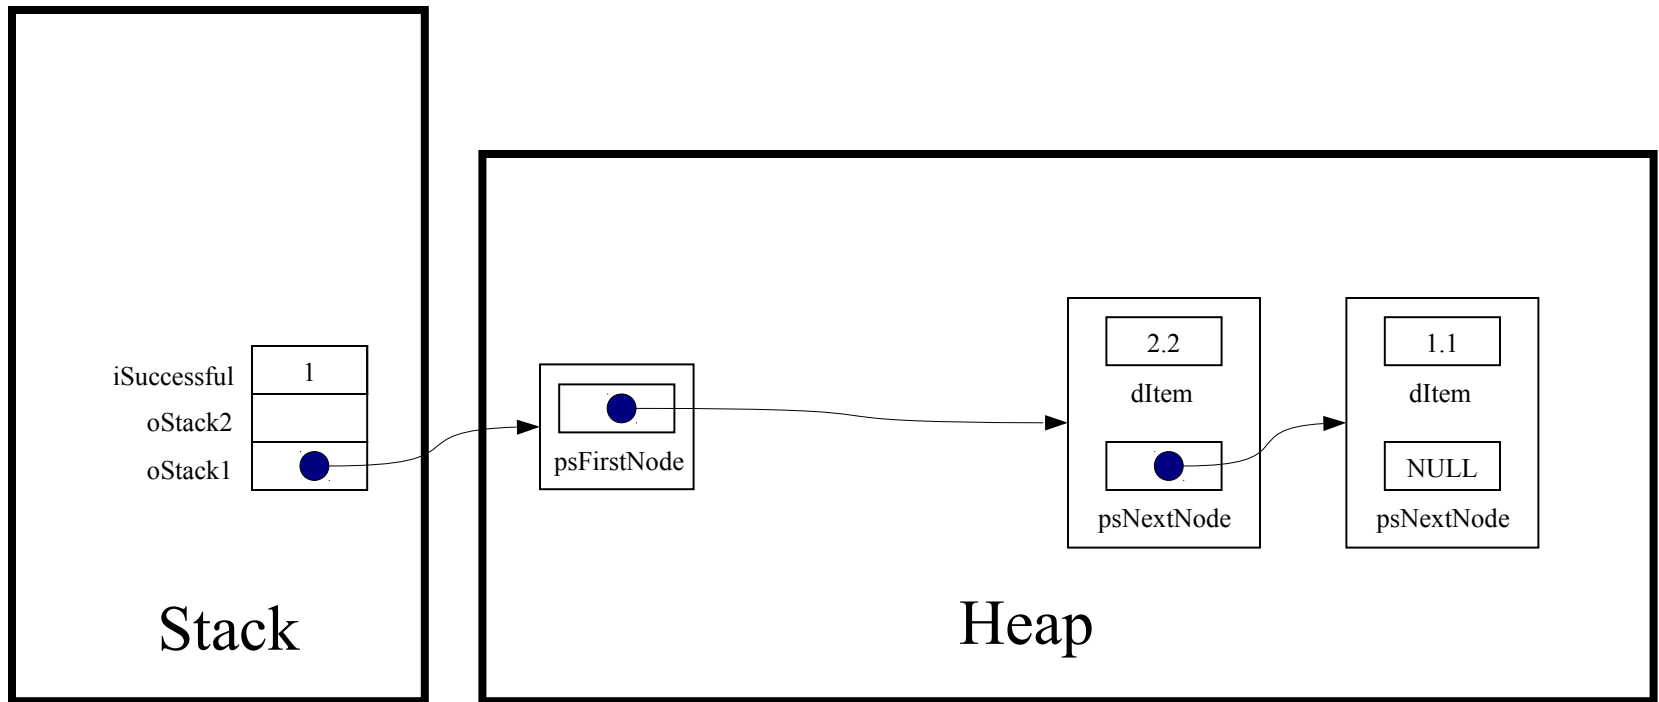 iSuccessful 1
oStack2
oStack1
Stack
psFirstNode
2.2
dItem
psNextNode
1.1
dItem
NULL
psNextNode
Heap